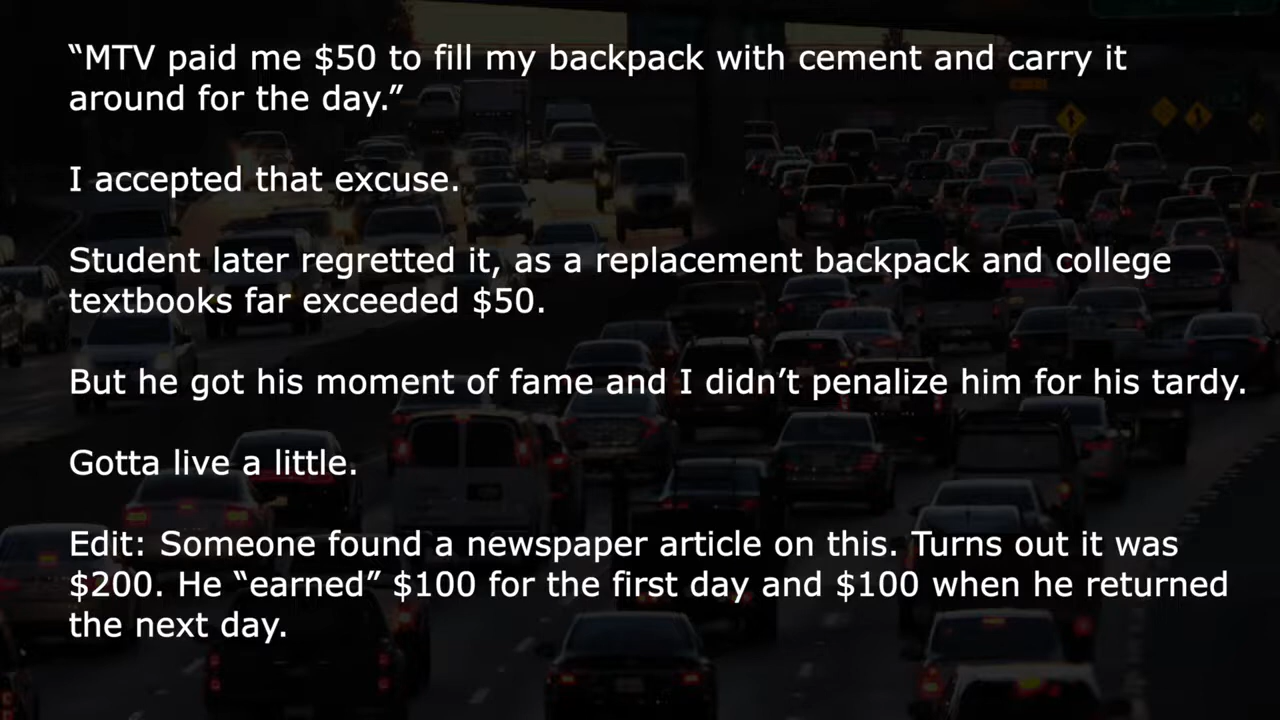 “MTV paid me $50 to fill my backpack with cement and carry it
around for the day.”
I accepted that excuse.
Student later regretted it, as a replacement backpack and college
textbooks far exceeded $50.
But he got his moment of fame and I didn’t penalize him for his tardy.
Gotta live a little.
Edit: Someone found a newspaper article on this. Turns out it was
$200. He “earned” $100 for the first day and $100 when he returned
the next day.